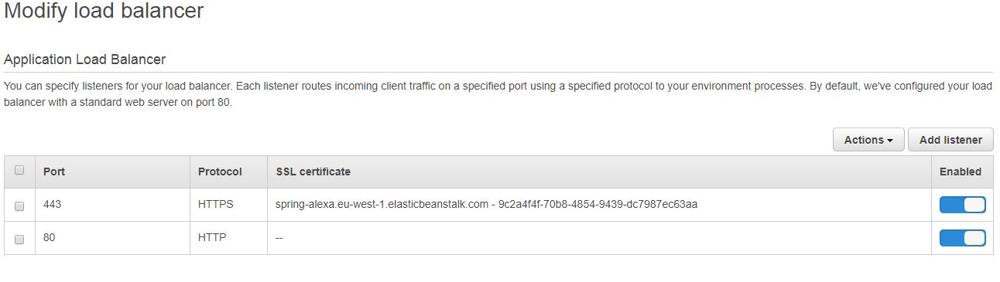 Modify load balancer
Application Load Balancer
You can specify listeners for your load balancer. Each listener routes incoming client traffic on a specified port using a specified protocol to your environment processes. By default, we've configured your load
balancer with a standard web server on port 80.
Actions Add listener
Port Protocol SSL certificate Enabled
443 HTTPS spring-alexa.eu-west-1.elasticbeanstalk.com - 9c2a4f4f-70b8-4854-9439-dc7987ec63aa
80 HTTP --